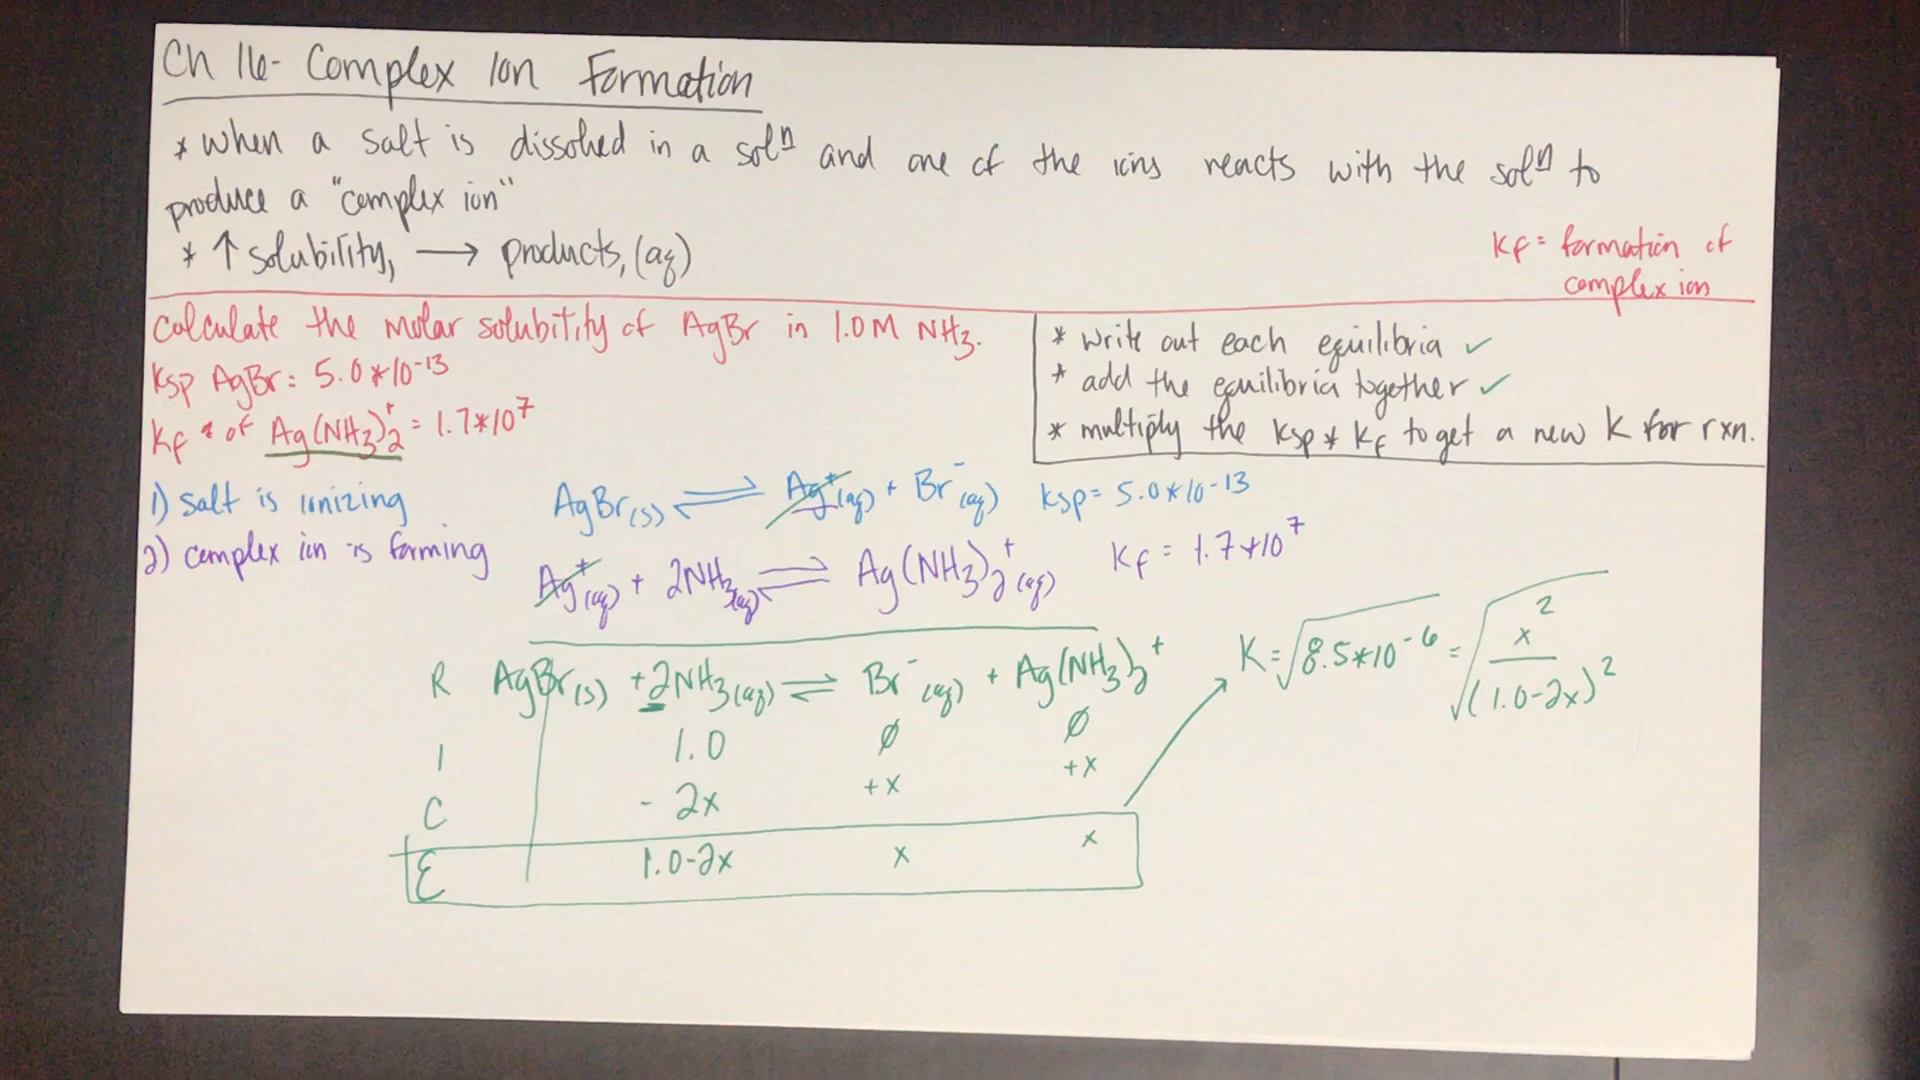 Ch 16- Complex Ion Formation
* When a salt is dissolved in a solⁿ and one of the ions reacts with the solⁿ to
produce a "complex ion"
* ↑ solubility, → products, (aq)
Kf = formation of
complex ion
Calculate the molar solubility of AgBr in 1.0M NH₃.
Ksp AgBr = 5.0*10⁻¹³
Kf of Ag(NH₃)₂⁺ = 1.7*10⁷
* write out each equilibria ✓
* add the equilibria together ✓
* multiply the Ksp * Kf to get a new K for rxn.
1) salt is ionizing
AgBr(s) ⇌ Ag⁺(aq) + Br⁻(aq) Ksp = 5.0*10⁻¹³
2) complex ion is forming
Ag⁺(aq) + 2NH₃(aq) ⇌ Ag(NH₃)₂⁺(aq) Kf = 1.7*10⁷
R AgBr(s) + 2NH₃(aq) ⇌ Br⁻(aq) + Ag(NH₃)₂⁺
I 1.0 ∅ ∅
C - 2x +x +x
E 1.0-2x x x
K = √8.5*10⁻⁶ = √x²/(1.0-2x)²